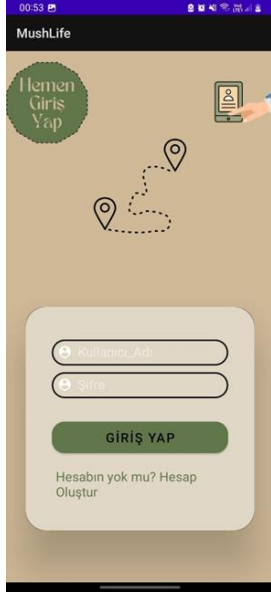 00:53
MushLife
Hemen
Giriş
Yap
Kullanıcı_Adı
Şifre
GİRİŞ YAP
Hesabın yok mu? Hesap
Oluştur